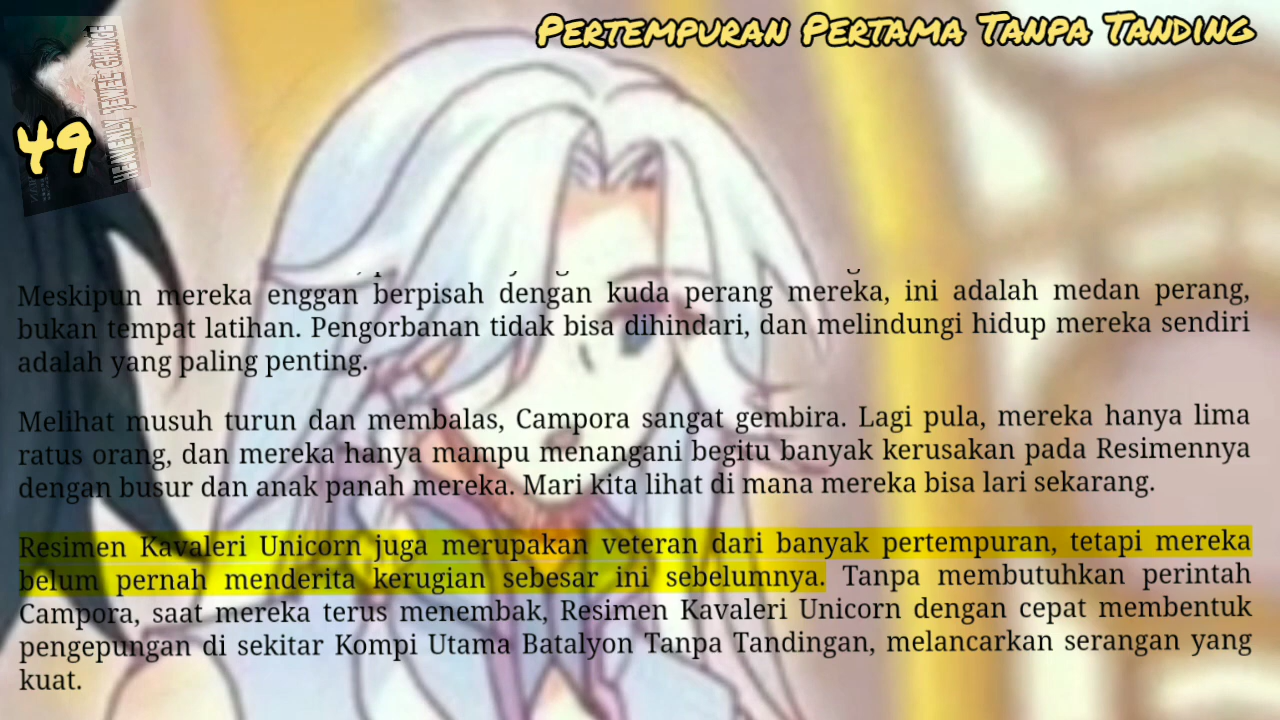 Pertempuran Pertama Tanpa Tanding
49
HEAVENLY JEWEL CHANGE
Meskipun mereka enggan berpisah dengan kuda perang mereka, ini adalah medan perang,
bukan tempat latihan. Pengorbanan tidak bisa dihindari, dan melindungi hidup mereka sendiri
adalah yang paling penting.
Melihat musuh turun dan membalas, Campora sangat gembira. Lagi pula, mereka hanya lima
ratus orang, dan mereka hanya mampu menangani begitu banyak kerusakan pada Resimennya
dengan busur dan anak panah mereka. Mari kita lihat di mana mereka bisa lari sekarang.
Resimen Kavaleri Unicorn juga merupakan veteran dari banyak pertempuran, tetapi mereka
belum pernah menderita kerugian sebesar ini sebelumnya. Tanpa membutuhkan perintah
Campora, saat mereka terus menembak, Resimen Kavaleri Unicorn dengan cepat membentuk
pengepungan di sekitar Kompi Utama Batalyon Tanpa Tandingan, melancarkan serangan yang
kuat.